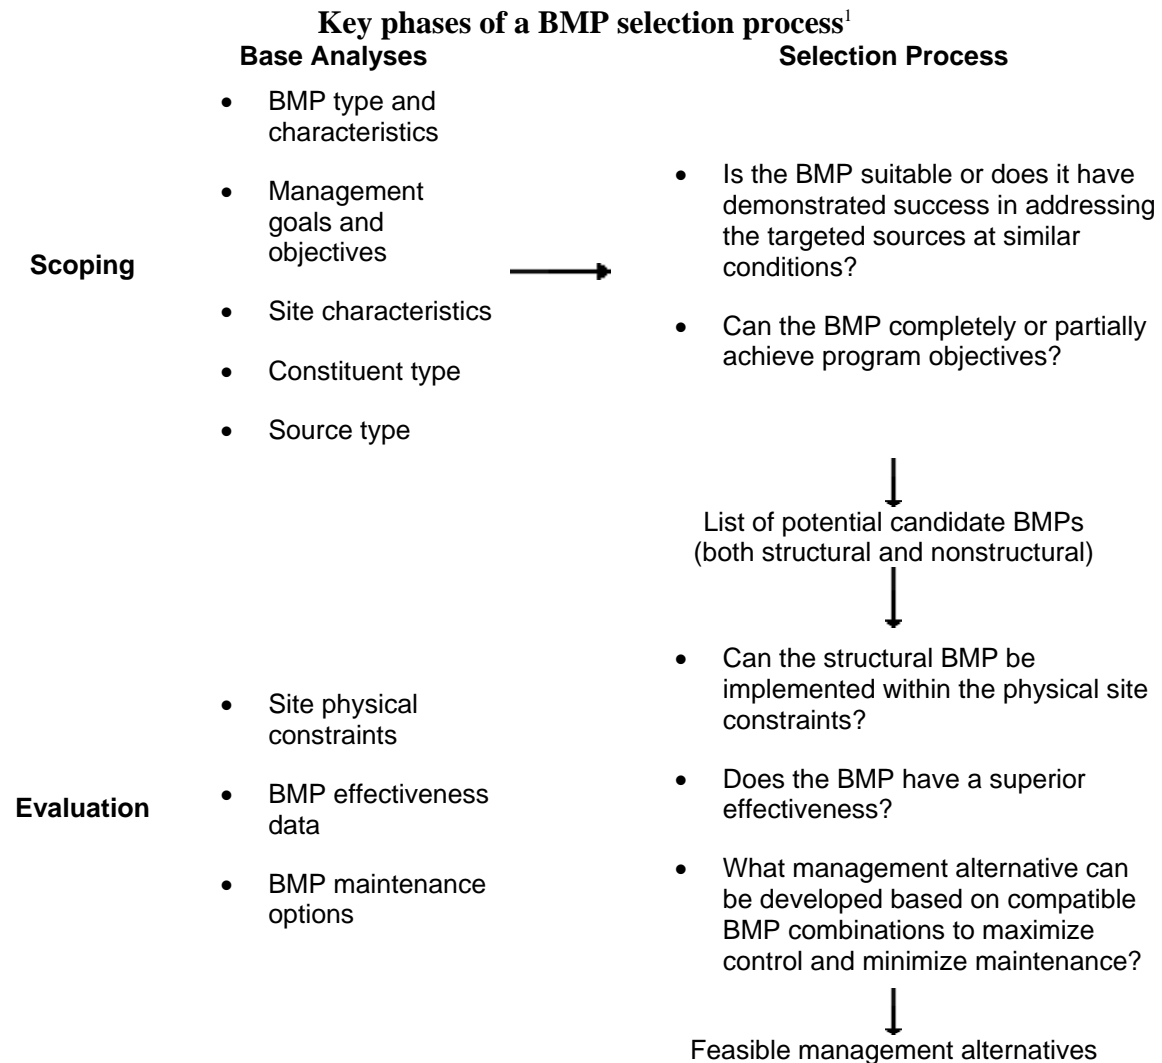 Key phases of a BMP selection process1
Base Analyses
Selection Process
Scoping
• BMP type and
characteristics
• Management
goals and
objectives
• Site characteristics
• Constituent type
• Source type
• Is the BMP suitable or does it have
demonstrated success in addressing
the targeted sources at similar
conditions?
• Can the BMP completely or partially
achieve program objectives?
List of potential candidate BMPs
(both structural and nonstructural)
Evaluation
• Site physical
constraints
• BMP effectiveness
data
• BMP maintenance
options
• Can the structural BMP be
implemented within the physical site
constraints?
• Does the BMP have a superior
effectiveness?
• What management alternative can
be developed based on compatible
BMP combinations to maximize
control and minimize maintenance?
Feasible management alternatives